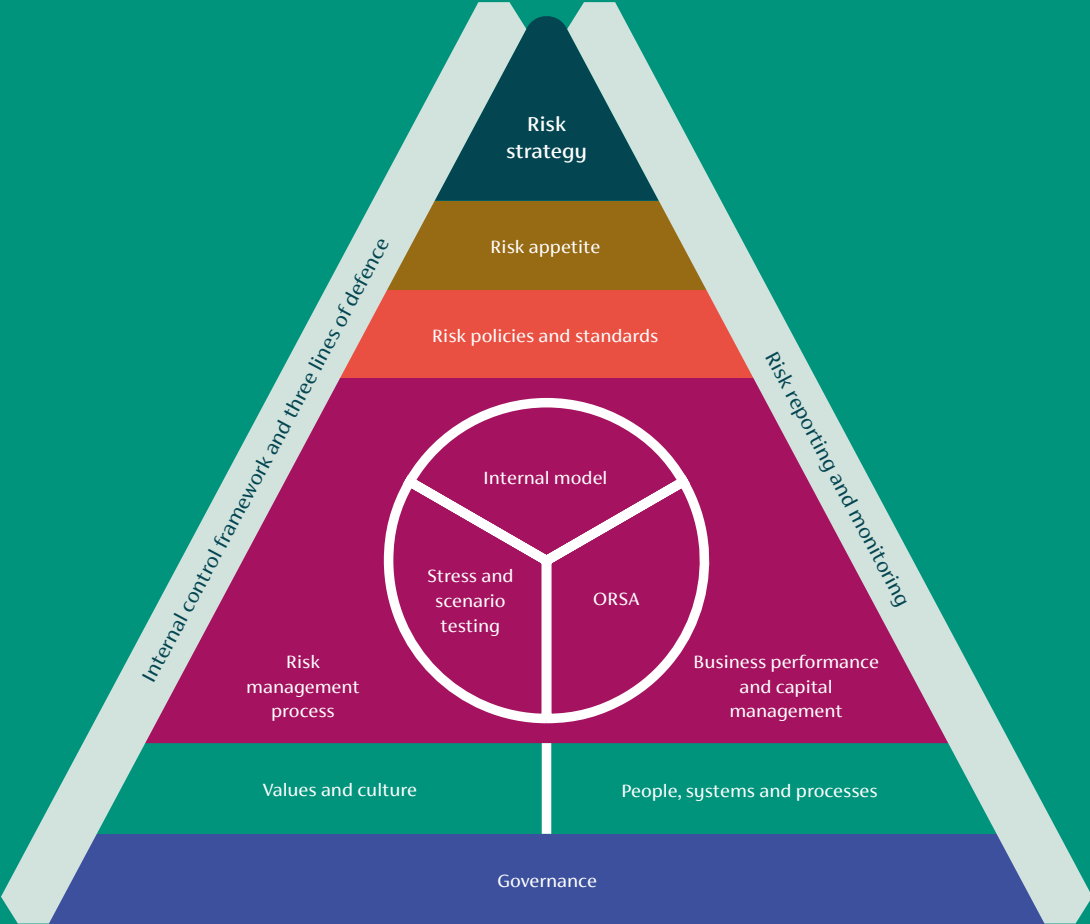 Risk
strategy
Risk appetite
Risk policies and standards
Internal control framework and three lines of defence
Risk reporting and monitoring
Internal model
Stress and
scenario
testing
ORSA
Risk
management
process
Business performance
and capital
management
Values and culture
People, systems and processes
Governance